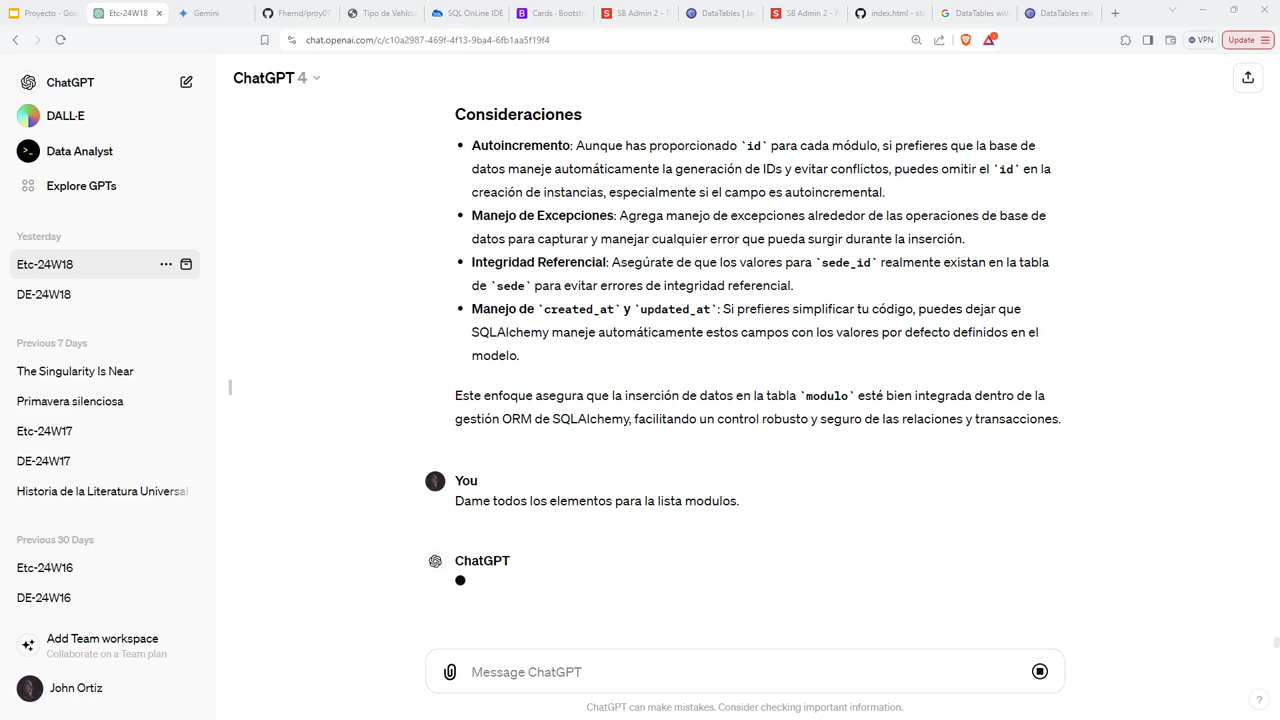 Proyecto - Goo
Etc-24W18
Gemini
Fhernd/proy07
Tipo de Vehícu
SQL OnLine IDE
Cards · Bootstr
SB Admin 2 - Ti
DataTables | Ja
SB Admin 2 - F
index.html - sta
DataTables with
DataTables rele
chat.openai.com/c/c10a2987-469f-4f13-9ba4-6fb1aa5f19f4
1
VPN
Update
ChatGPT
DALL·E
Data Analyst
Explore GPTs
Yesterday
Etc-24W18
DE-24W18
Previous 7 Days
The Singularity Is Near
Primavera silenciosa
Etc-24W17
DE-24W17
Historia de la Literatura Universal
Previous 30 Days
Etc-24W16
DE-24W16
Add Team workspace
Collaborate on a Team plan
John Ortiz
ChatGPT 4
Consideraciones
• Autoincremento: Aunque has proporcionado `id` para cada módulo, si prefieres que la base de
datos maneje automáticamente la generación de IDs y evitar conflictos, puedes omitir el `id` en la
creación de instancias, especialmente si el campo es autoincremental.
• Manejo de Excepciones: Agrega manejo de excepciones alrededor de las operaciones de base de
datos para capturar y manejar cualquier error que pueda surgir durante la inserción.
• Integridad Referencial: Asegúrate de que los valores para `sede_id` realmente existan en la tabla
de `sede` para evitar errores de integridad referencial.
• Manejo de `created_at` y `updated_at`: Si prefieres simplificar tu código, puedes dejar que
SQLAlchemy maneje automáticamente estos campos con los valores por defecto definidos en el
modelo.
Este enfoque asegura que la inserción de datos en la tabla `modulo` esté bien integrada dentro de la
gestión ORM de SQLAlchemy, facilitando un control robusto y seguro de las relaciones y transacciones.
You
Dame todos los elementos para la lista modulos.
ChatGPT
Message ChatGPT
ChatGPT can make mistakes. Consider checking important information.
?